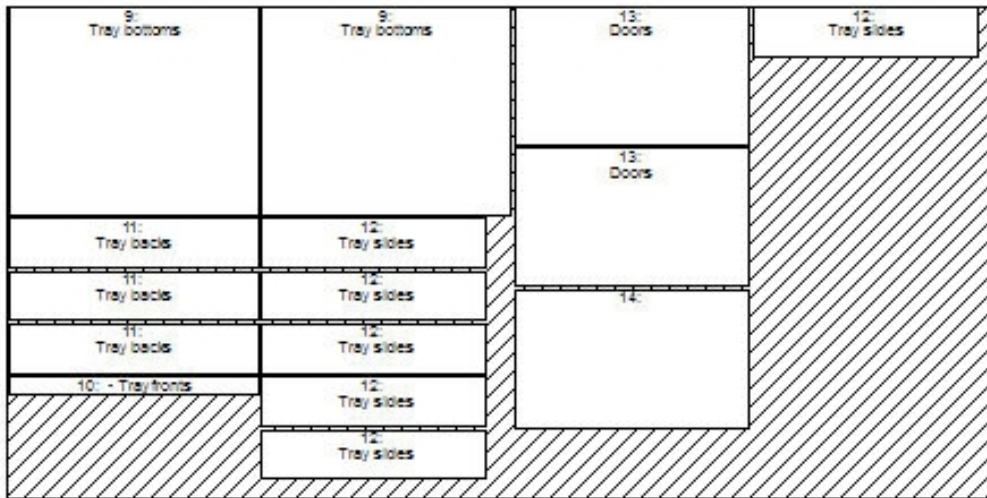 9:
Tray bottoms
9:
Tray bottoms
13:
Doors
12:
Tray sides
13:
Doors
11:
Tray backs
12:
Tray sides
11:
Tray backs
12:
Tray sides
14:
11:
Tray backs
12:
Tray sides
10: - Tray fronts
12:
Tray sides
12:
Tray sides